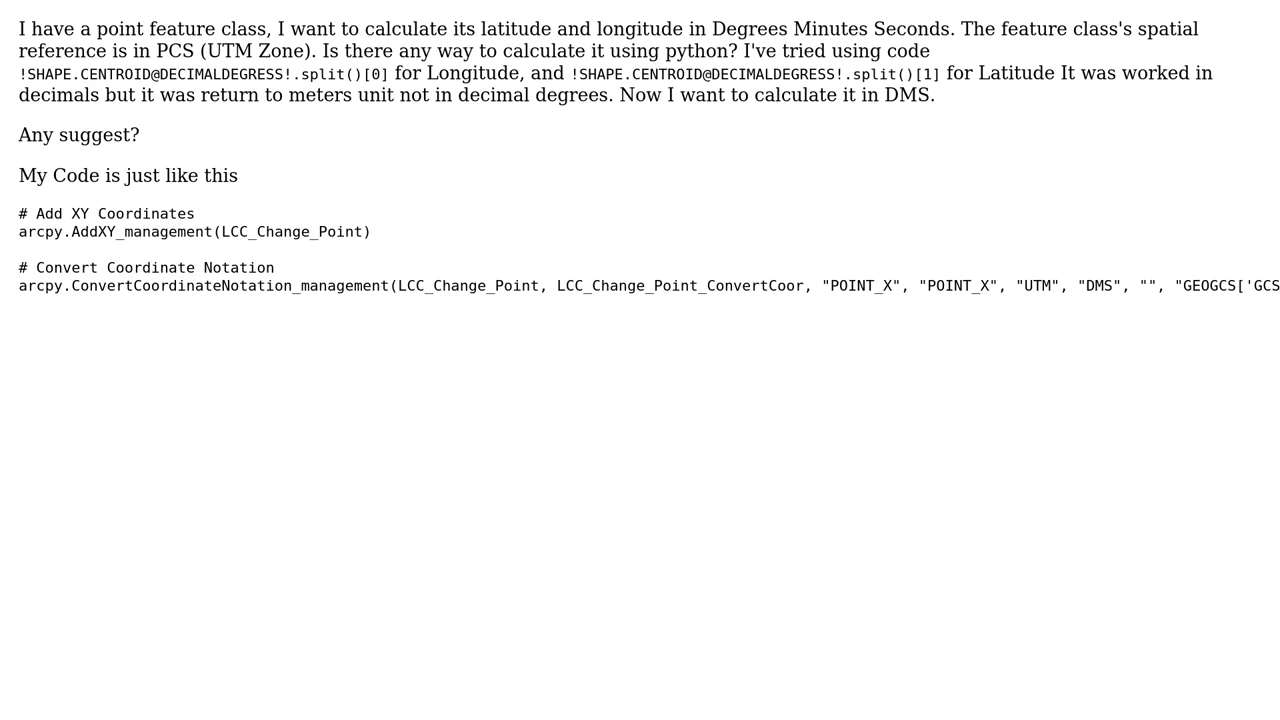 I have a point feature class, I want to calculate its latitude and longitude in Degrees Minutes Seconds. The feature class's spatial
reference is in PCS (UTM Zone). Is there any way to calculate it using python? I've tried using code
!SHAPE.CENTROID@DECIMALDEGRESS!.split()[0] for Longitude, and !SHAPE.CENTROID@DECIMALDEGRESS!.split()[1] for Latitude It was worked in
decimals but it was return to meters unit not in decimal degrees. Now I want to calculate it in DMS.
Any suggest?
My Code is just like this
# Add XY Coordinates
arcpy.AddXY_management(LCC_Change_Point)
# Convert Coordinate Notation
arcpy.ConvertCoordinateNotation_management(LCC_Change_Point, LCC_Change_Point_ConvertCoor, "POINT_X", "POINT_X", "UTM", "DMS", "", "GEOGCS['GCS